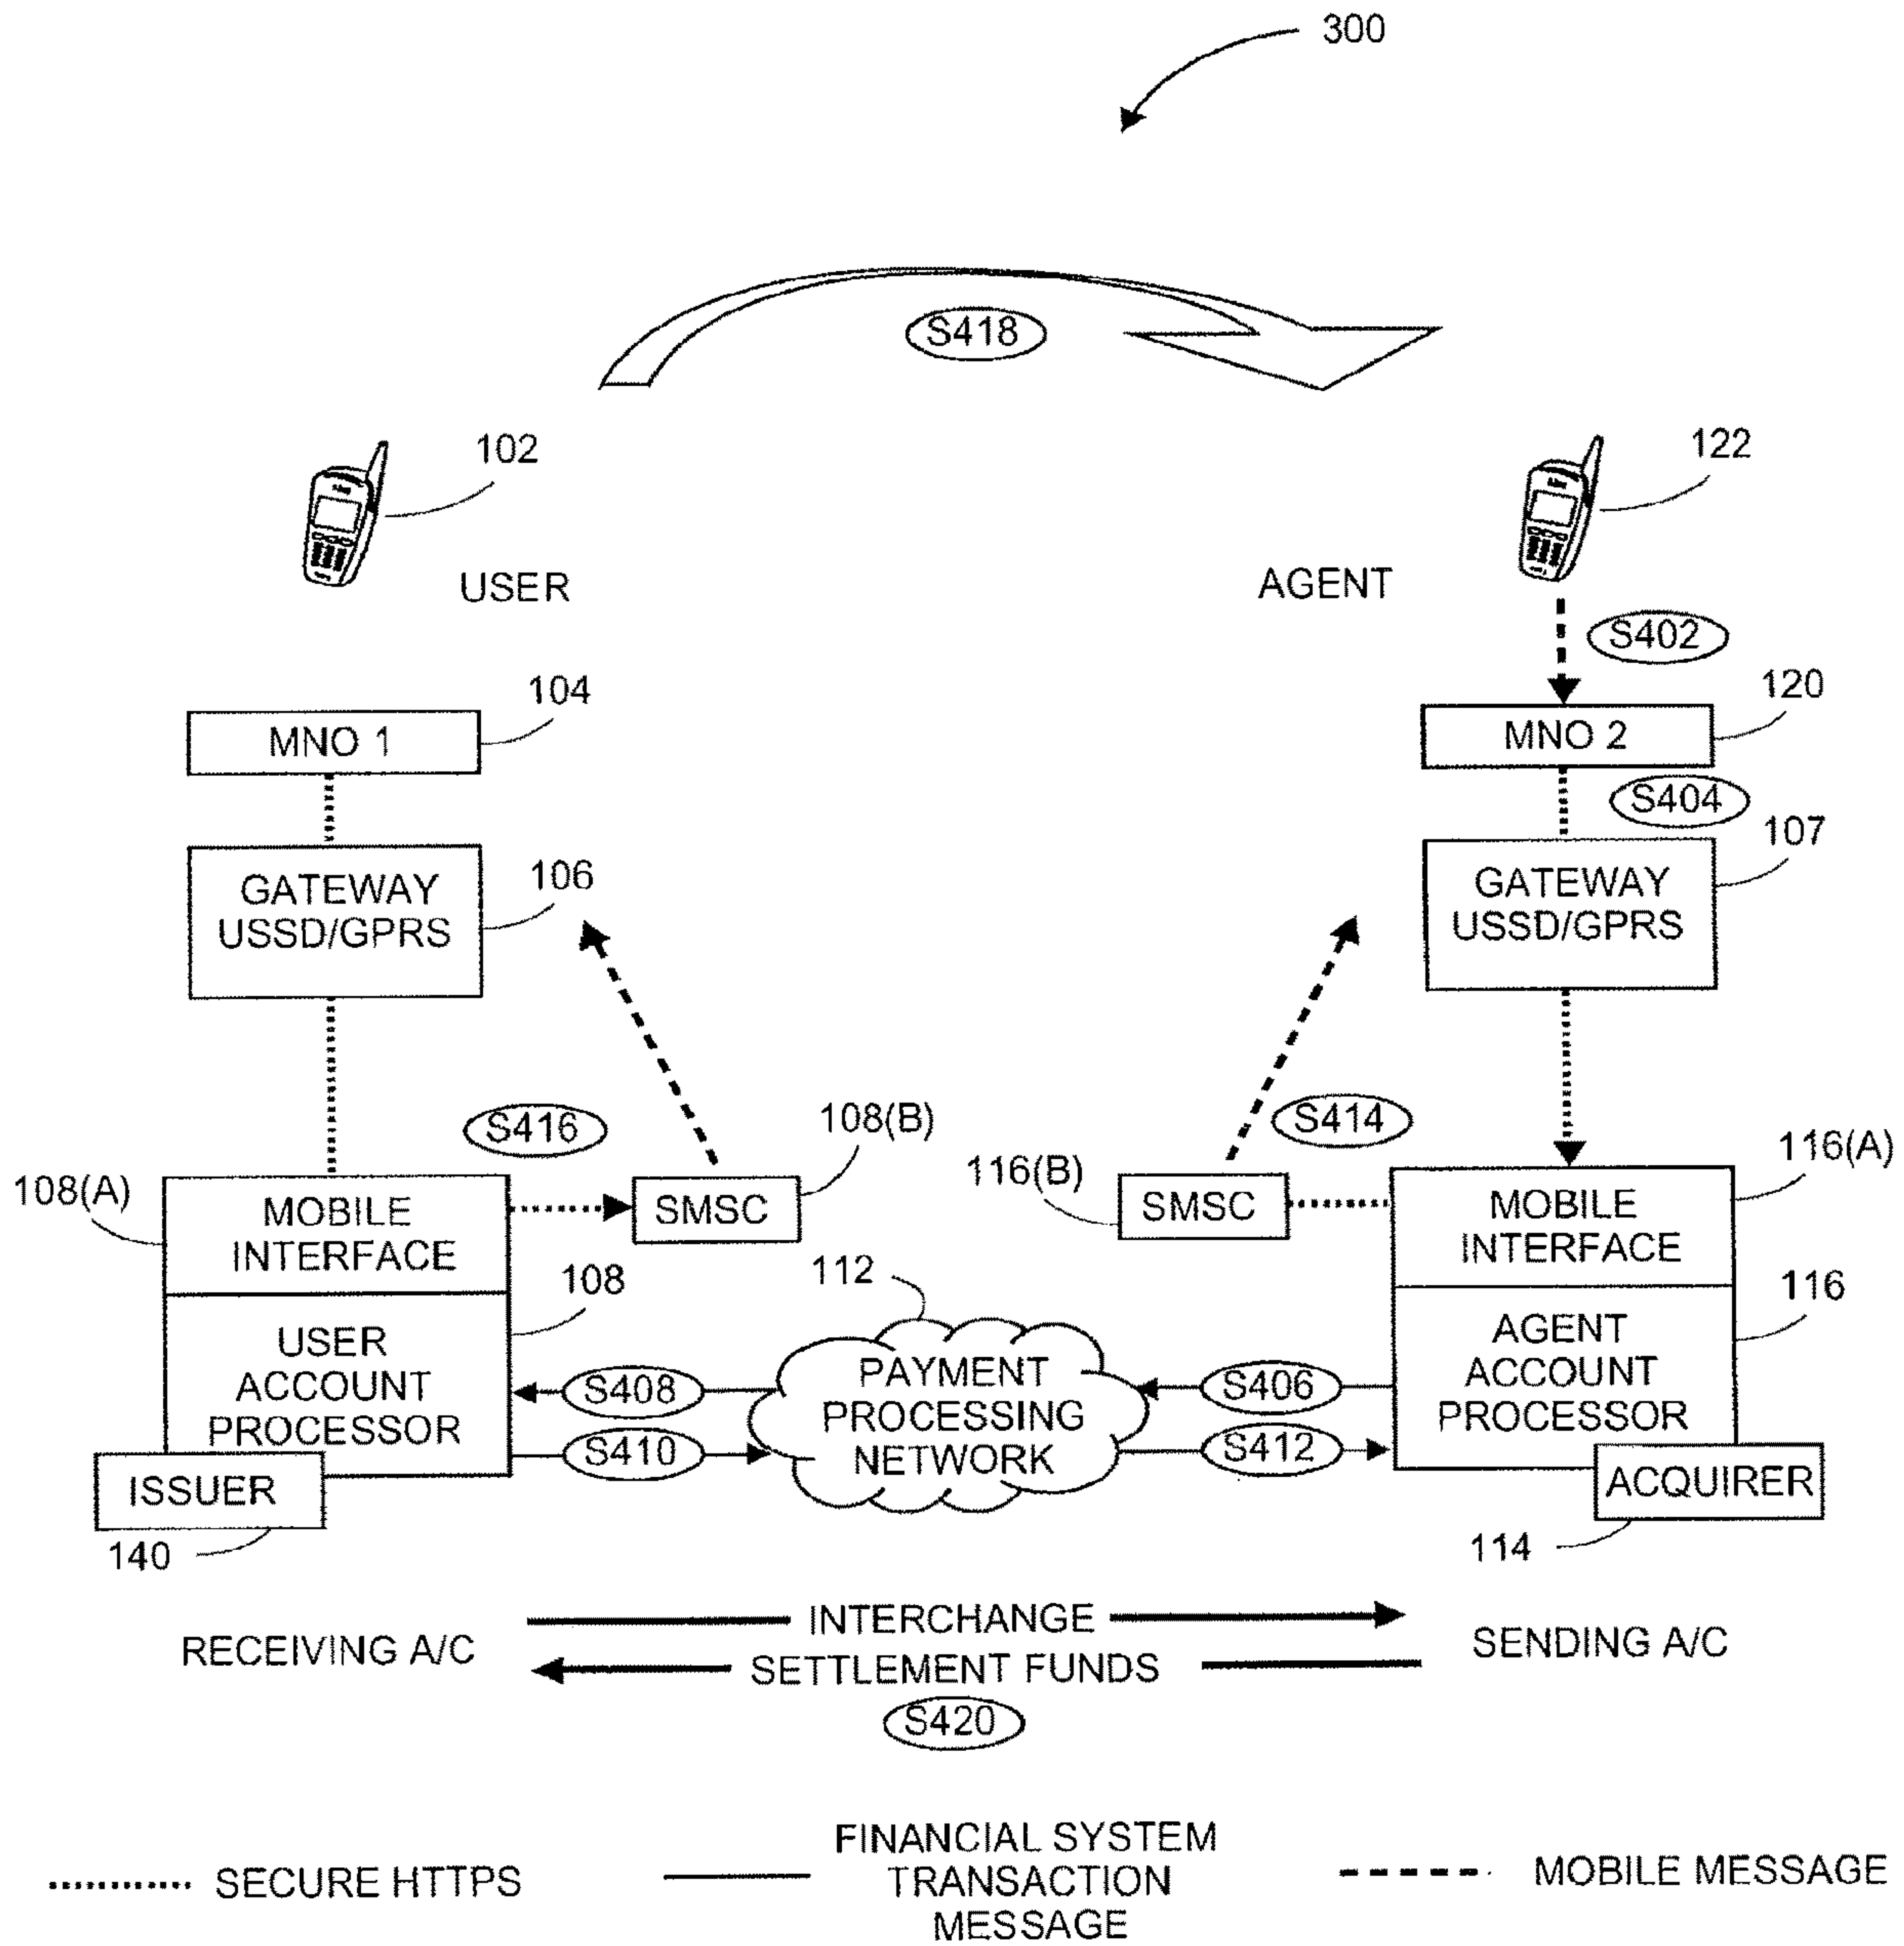 300
S418
102
122
USER
AGENT
S402
104
120
MNO 1
MNO 2
S404
107
106
GATEWAY
USSD/GPRS
GATEWAY
USSD/GPRS
S416
108(B)
S414
116(B)
116(A)
108(A)
MOBILE
INTERFACE
SMSC
SMSC
MOBILE
INTERFACE
108
112
116
USER
ACCOUNT
PROCESSOR
S408
S410
PAYMENT
PROCESSING
NETWORK
S406
S412
AGENT
ACCOUNT
PROCESSOR
ISSUER
ACQUIRER
140
114
INTERCHANGE
RECEIVING A/C
SENDING A/C
SETTLEMENT FUNDS
S420
SECURE HTTPS
FINANCIAL SYSTEM
TRANSACTION
MESSAGE
MOBILE MESSAGE